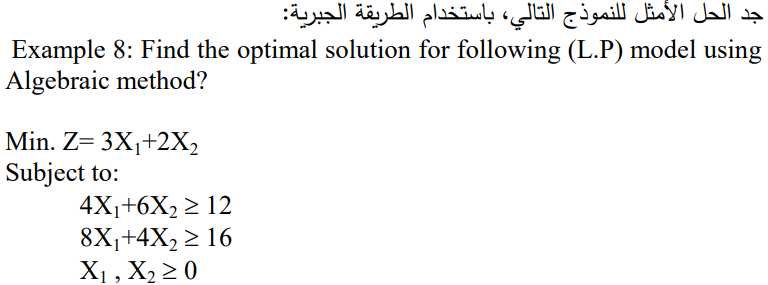 جد الحل الأمثل للنموذج التالي، باستخدام الطريقة الجبرية:
Example 8: Find the optimal solution for following (L.P) model using
Algebraic method?
Min. Z= 3X₁+2X₂
Subject to:
4X₁+6X₂ ≥ 12
8X₁+4X₂ ≥ 16
X₁ , X₂ ≥ 0